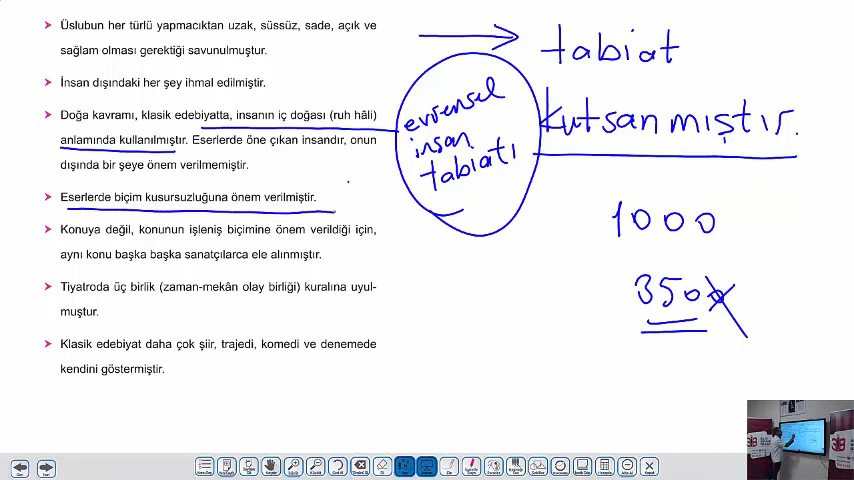 Üslubun her türlü yapmacıktan uzak, süssüz, sade, açık ve
sağlam olması gerektiği savunulmuştur.
İnsan dışındaki her şey ihmal edilmiştir.
Doğa kavramı, klasik edebiyatta, insanın iç doğası (ruh hâli)
anlamında kullanılmıştır. Eserlerde öne çıkan insandır, onun
dışında bir şeye önem verilmemiştir.
Eserlerde biçim kusursuzluğuna önem verilmiştir.
Konuya değil, konunun işleniş biçimine önem verildiği için,
aynı konu başka başka sanatçılarca ele alınmıştır.
Tiyatroda üç birlik (zaman-mekân olay birliği) kuralına uyul-
muştur.
Klasik edebiyat daha çok şiir, trajedi, komedi ve denemede
kendini göstermiştir.
evrensel
insan
tabiatı
tabiat
kutsanmıştır.
1000
3500